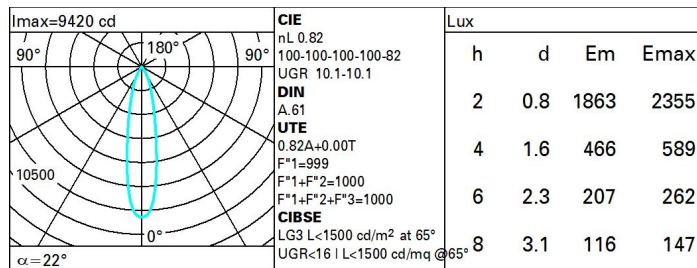 Imax=9420 cd
90°
180°
90°
10500
0°
α=22°
CIE
nL 0.82
100-100-100-100-82
UGR 10.1-10.1
DIN
A.61
UTE
0.82A+0.00T
F"1=999
F"1+F"2=1000
F"1+F"2+F"3=1000
CIBSE
LG3 L<1500 cd/m² at 65°
UGR<16 | L<1500 cd/mq @65°
Lux
h d Em Emax
2 0.8 1863 2355
4 1.6 466 589
6 2.3 207 262
8 3.1 116 147